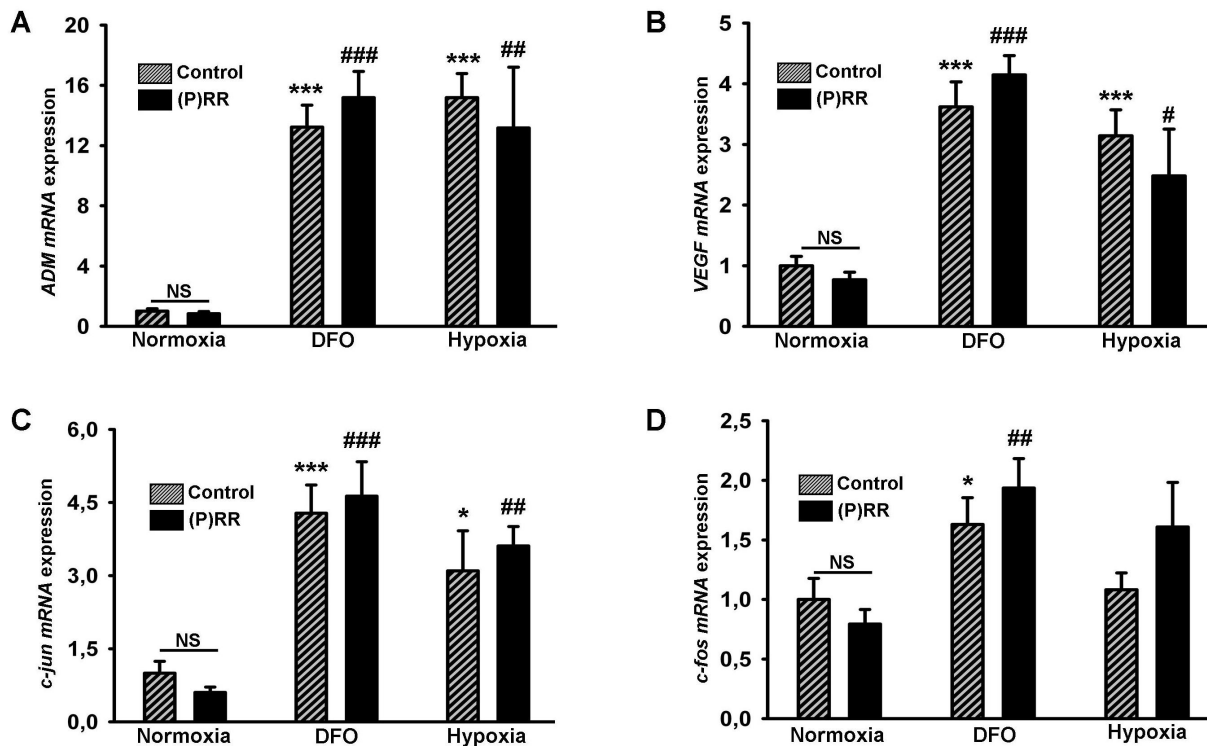 A
ADM mRNA expression
20
16
12
8
4
0
Control
(P)RR
NS
***
###
***
##
Normoxia
DFO
Hypoxia
B
VEGF mRNA expression
5
4
3
2
1
0
Control
(P)RR
NS
***
###
***
#
Normoxia
DFO
Hypoxia
C
c-jun mRNA expression
6,0
4,5
3,0
1,5
0,0
Control
(P)RR
NS
***
###
*
##
Normoxia
DFO
Hypoxia
D
c-fos mRNA expression
2,5
2,0
1,5
1,0
0,5
0,0
Control
(P)RR
NS
*
##
Normoxia
DFO
Hypoxia